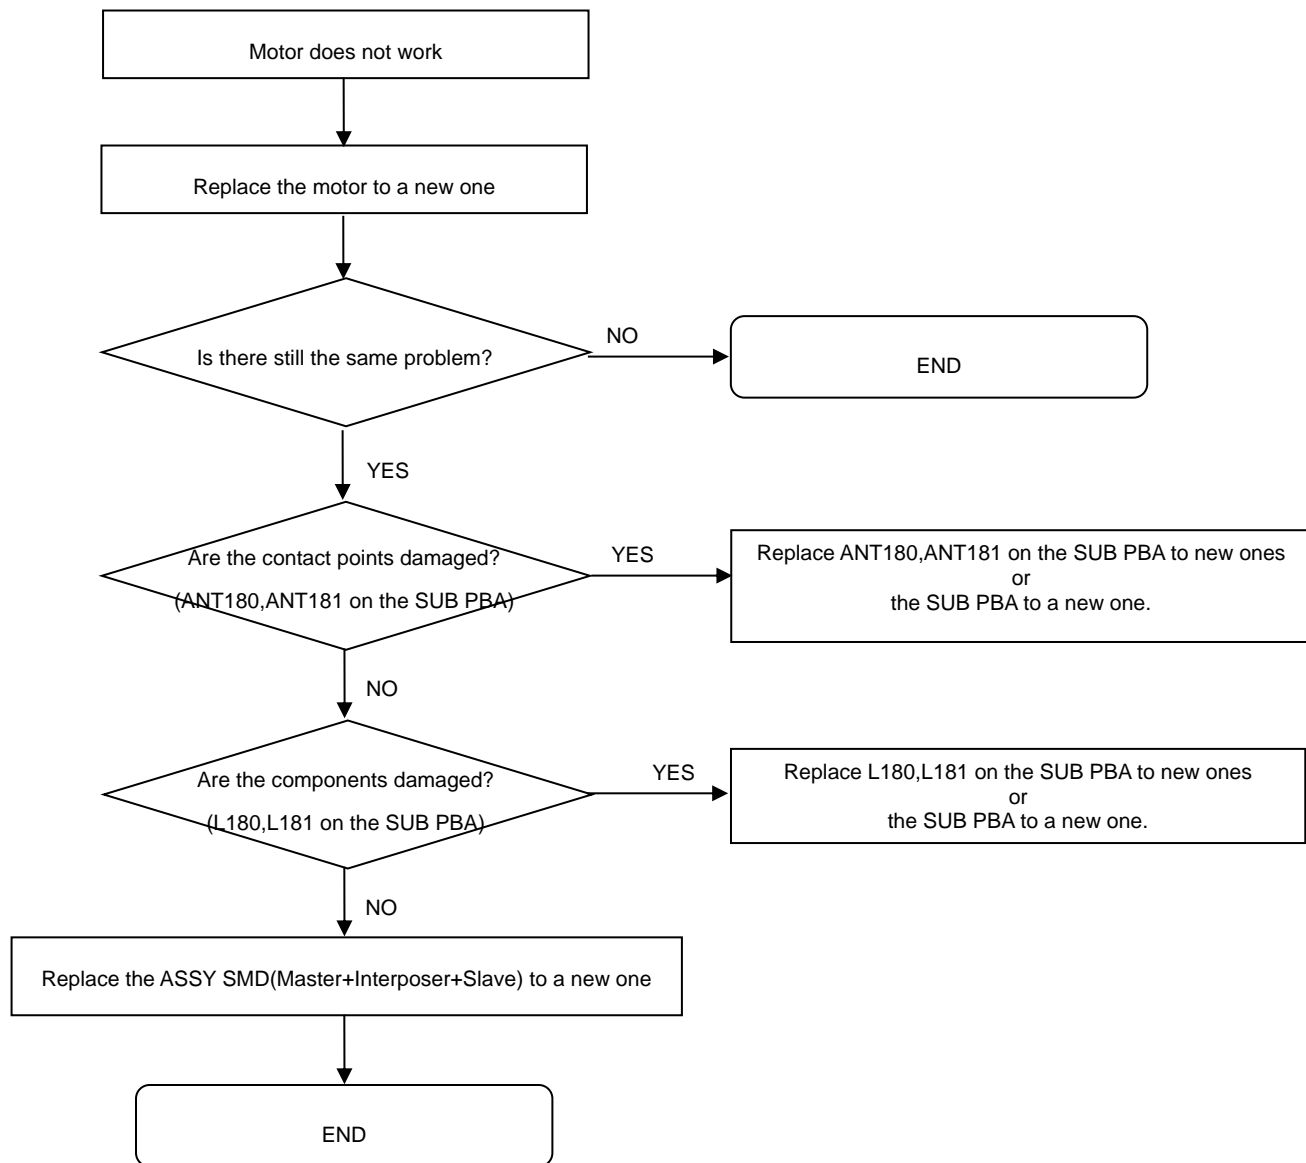 Motor does not work
Replace the motor to a new one
Is there still the same problem?
NO
END
YES
Are the contact points damaged?
(ANT180,ANT181 on the SUB PBA)
YES
Replace ANT180,ANT181 on the SUB PBA to new ones
or
the SUB PBA to a new one.
NO
Are the components damaged?
(L180,L181 on the SUB PBA)
YES
Replace L180,L181 on the SUB PBA to new ones
or
the SUB PBA to a new one.
NO
Replace the ASSY SMD(Master+Interposer+Slave) to a new one
END